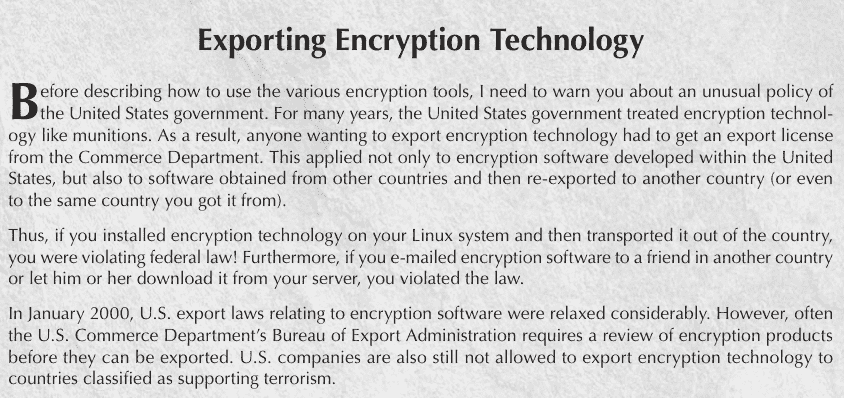 Exporting Encryption Technology
Before describing how to use the various encryption tools, I need to warn you about an unusual policy of
the United States government. For many years, the United States government treated encryption technol-
ogy like munitions. As a result, anyone wanting to export encryption technology had to get an export license
from the Commerce Department. This applied not only to encryption software developed within the United
States, but also to software obtained from other countries and then re-exported to another country (or even
to the same country you got it from).
Thus, if you installed encryption technology on your Linux system and then transported it out of the country,
you were violating federal law! Furthermore, if you e-mailed encryption software to a friend in another country
or let him or her download it from your server, you violated the law.
In January 2000, U.S. export laws relating to encryption software were relaxed considerably. However, often
the U.S. Commerce Department’s Bureau of Export Administration requires a review of encryption products
before they can be exported. U.S. companies are also still not allowed to export encryption technology to
countries classified as supporting terrorism.